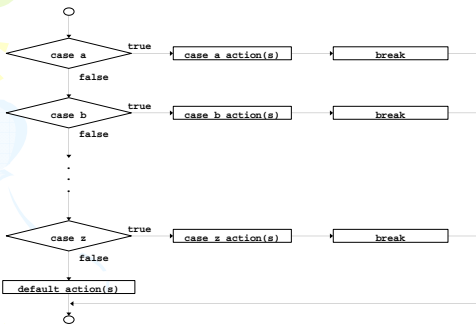 true
case a
case a action(s)
break
false
true
case b
case b action(s)
break
false
.
.
.
true
case z
case z action(s)
break
false
default action(s)